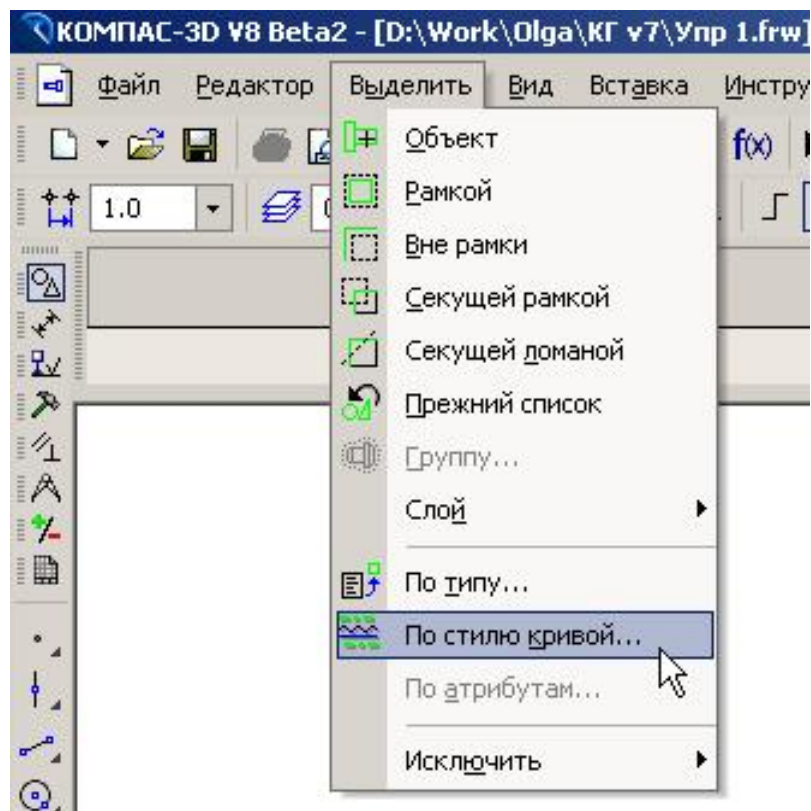 КОМПАС-3D V8 Beta2 - [D:\Work\Olga\КГ v7\Упр 1.frw]
Файл Редактор Выделить Вид Вставка
f(x)
1.0
Объект
Рамкой
Вне рамки
Секущей рамкой
Секущей ломаной
Прежний список
Группу...
Слой
По типу...
По стилю кривой...
По атрибутам...
Исключить